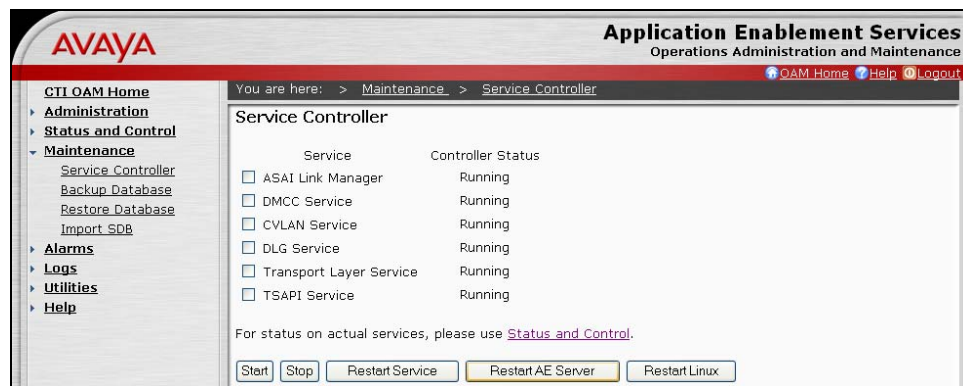 AVAYA
Application Enablement Services
Operations Administration and Maintenance
OAM Home Help Logout
You are here: > Maintenance > Service Controller
CTI OAM Home
Administration
Status and Control
Maintenance
Service Controller
Backup Database
Restore Database
Import SDB
Alarms
Logs
Utilities
Help
Service Controller
Service Controller Status
ASAI Link Manager Running
DMCC Service Running
CVLAN Service Running
DLG Service Running
Transport Layer Service Running
TSAPI Service Running
For status on actual services, please use Status and Control.
Start Stop Restart Service Restart AE Server Restart Linux